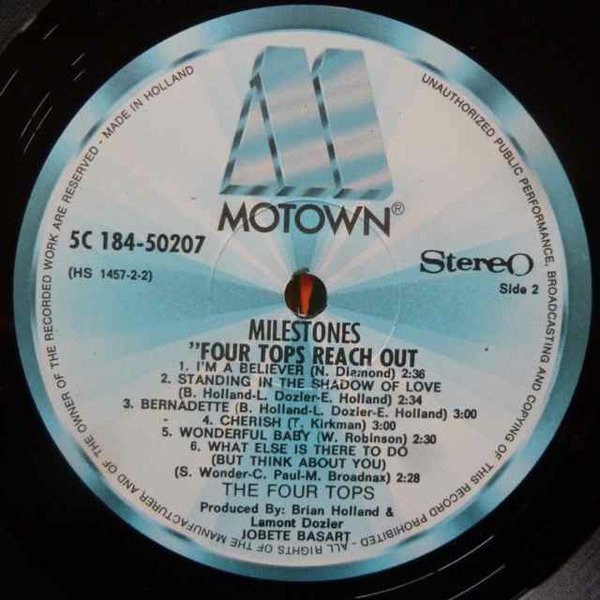 MOTOWN®
5C 184-50207
(HS 1457-2-2)
Stereo
Side 2
MILESTONES
"FOUR TOPS REACH OUT
1. I'M A BELIEVER (N. Diamond) 2:36
2. STANDING IN THE SHADOW OF LOVE
(B. Holland-L. Dozier-E. Holland) 2:34
3. BERNADETTE (B. Holland-L. Dozier-E. Holland) 3:00
4. CHERISH (T. Kirkman) 3:00
5. WONDERFUL BABY (W. Robinson) 2:30
6. WHAT ELSE IS THERE TO DO
(BUT THINK ABOUT YOU)
(S. Wonder-C. Paul-M. Broadnax) 2:28
THE FOUR TOPS
Produced By: Brian Holland &
Lamont Dozier
JOBETE BASART
-ALL RIGHTS OF THE MANUFACTURER AND OF THE OWNER OF THE RECORDED WORK ARE RESERVED - MADE IN HOLLAND
UNAUTHORIZED PUBLIC PERFORMANCE, BROADCASTING AND COPYING OF THIS RECORD PROHIBITED